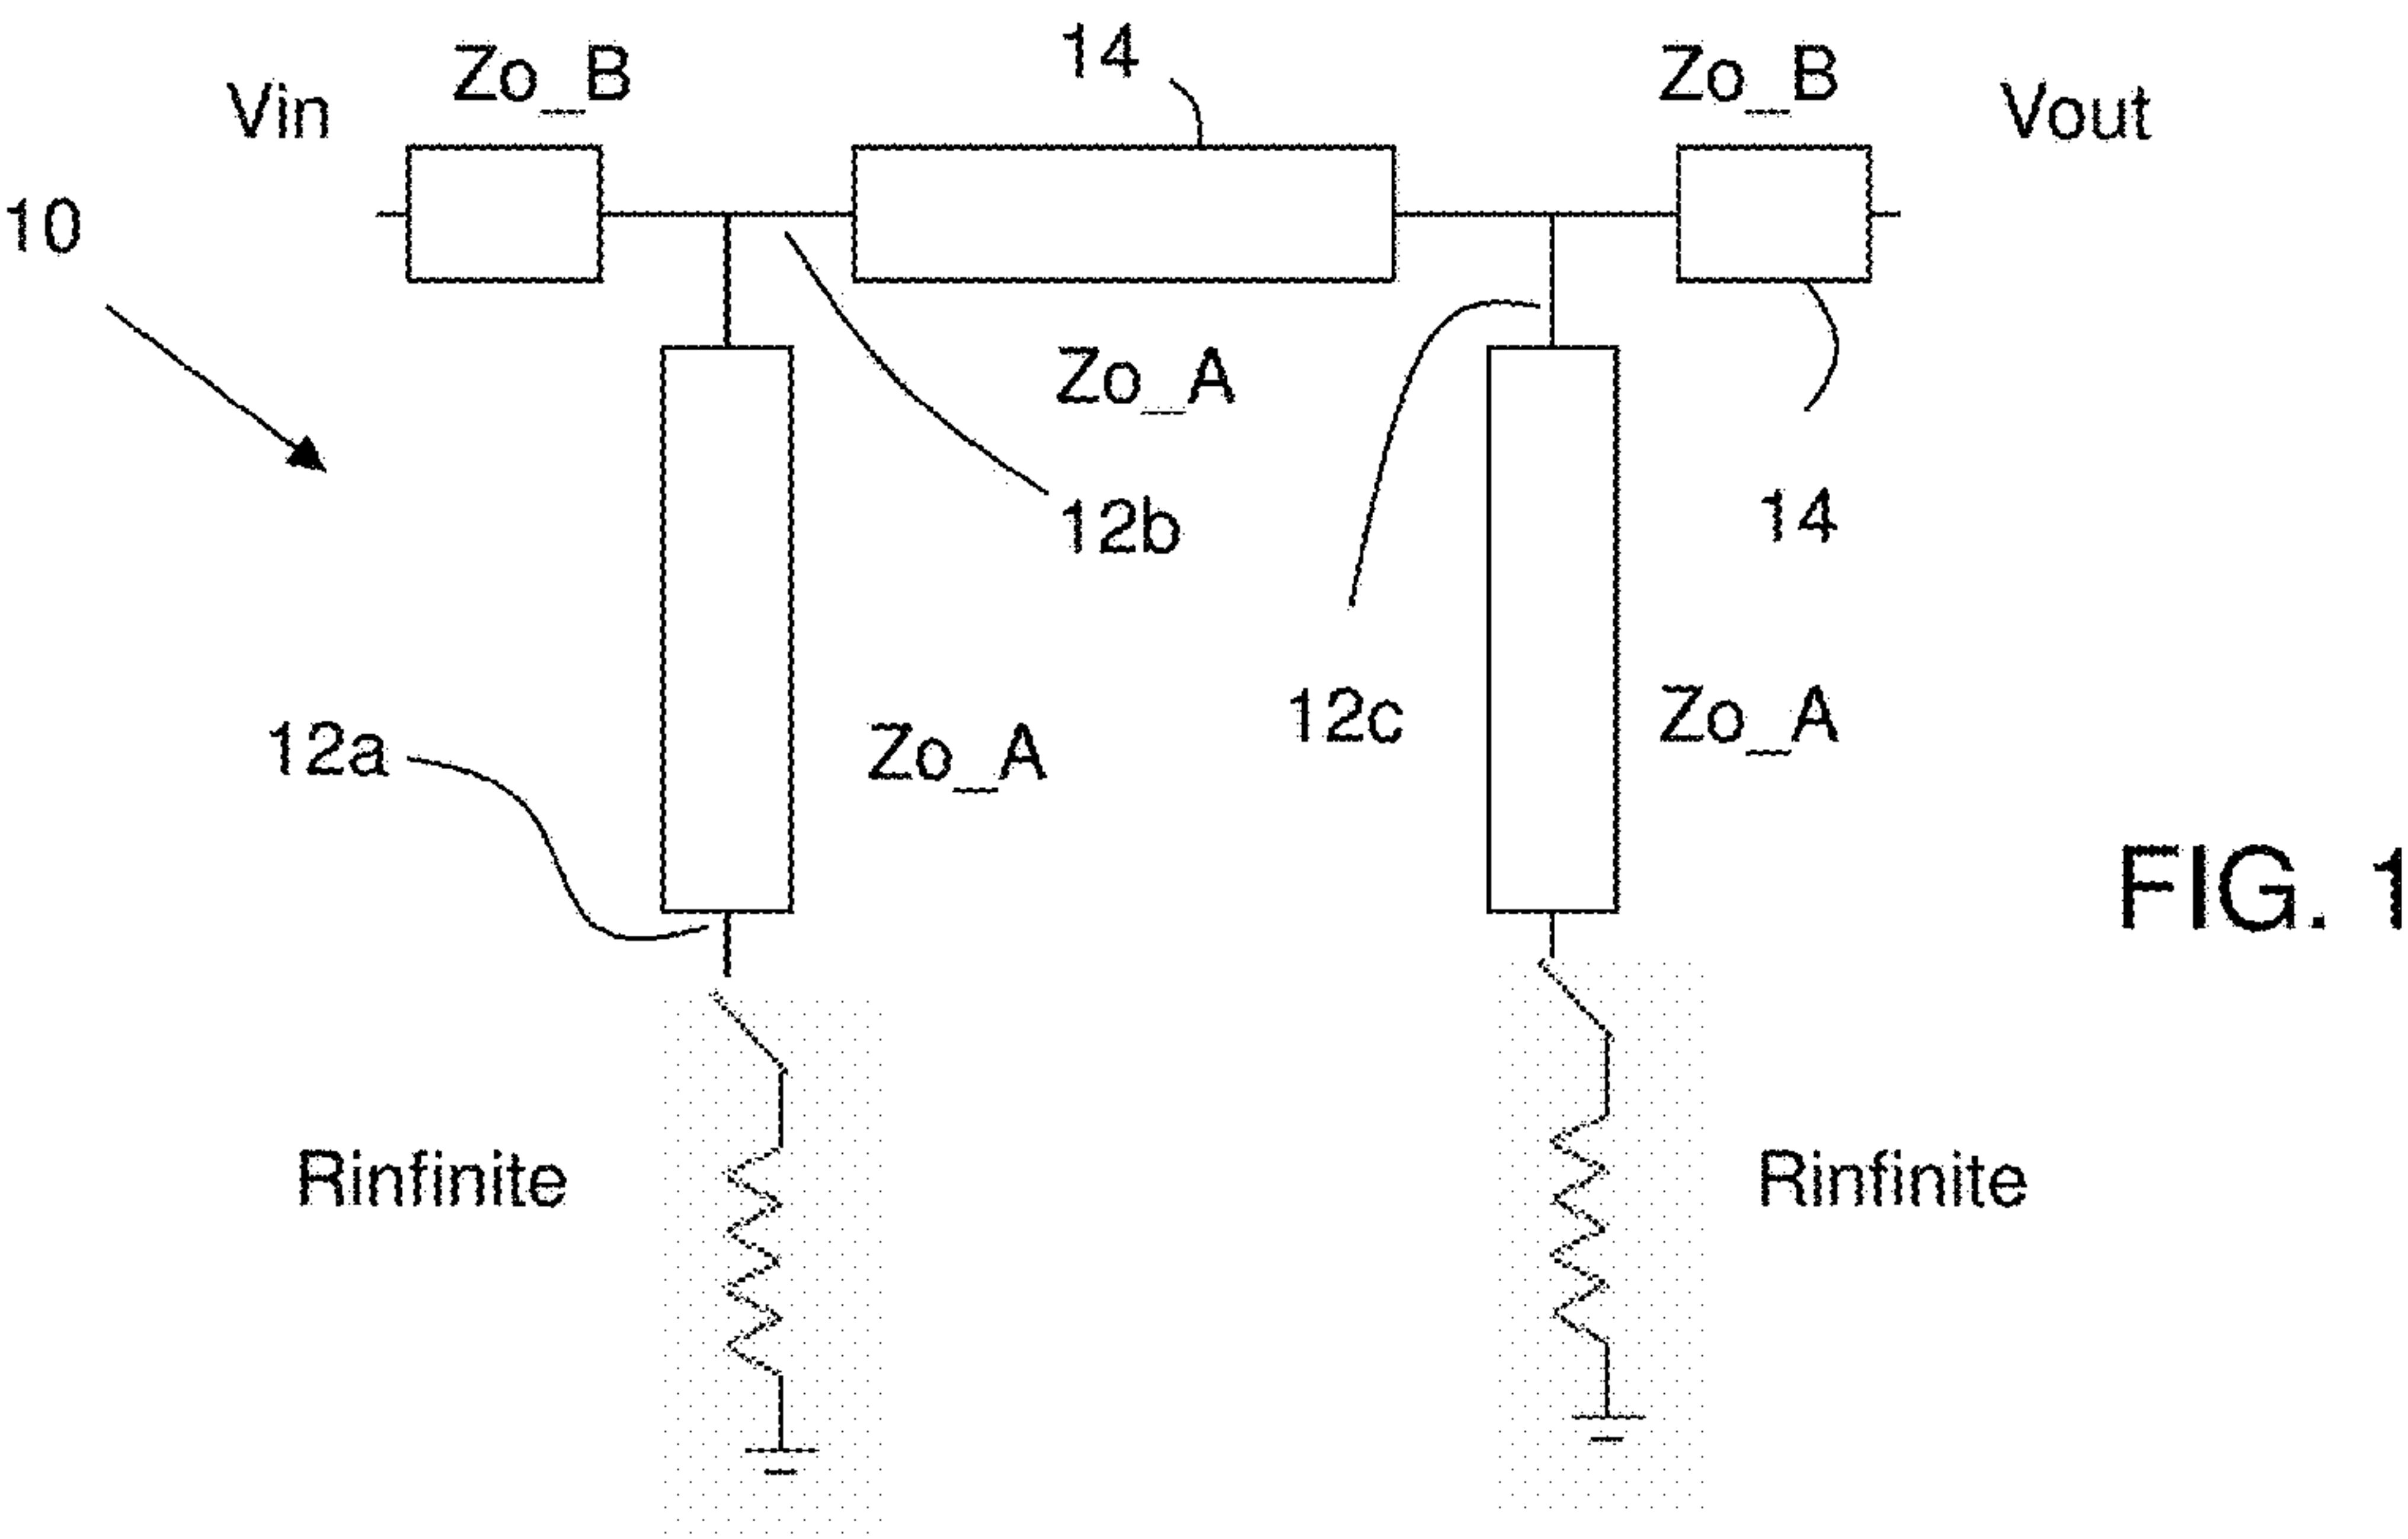 14
Zo_B
Zo_B
Vin
Vout
10
Zo_A
12b
14
12a
Zo_A
12c
Zo_A
FIG. 1
Rinfinite
Rinfinite